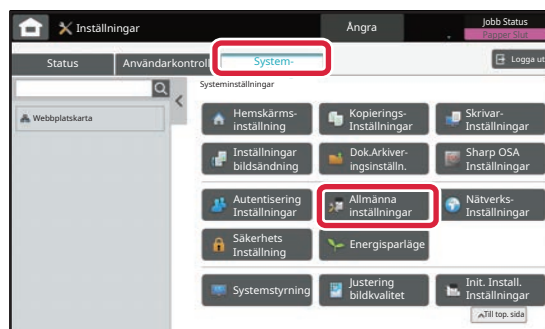 Inställningar
Ångra
Jobb Status
Papper Slut
Status
Användarkontroll
System-
Logga ut
Systeminställningar
Webbplatskarta
Hemskärms-
inställning
Kopierings-
Inställningar
Skrivar-
Inställningar
Inställningar
bildsändning
Dok.Arkiver-
ingsinställn.
Sharp OSA
Inställningar
Autentisering
Inställningar
Allmänna
inställningar
Nätverks-
Inställningar
Säkerhets
Inställning
Energisparläge
Systemstyrning
Justering
bildkvalitet
Init. Install.
Inställningar
Till top. sida